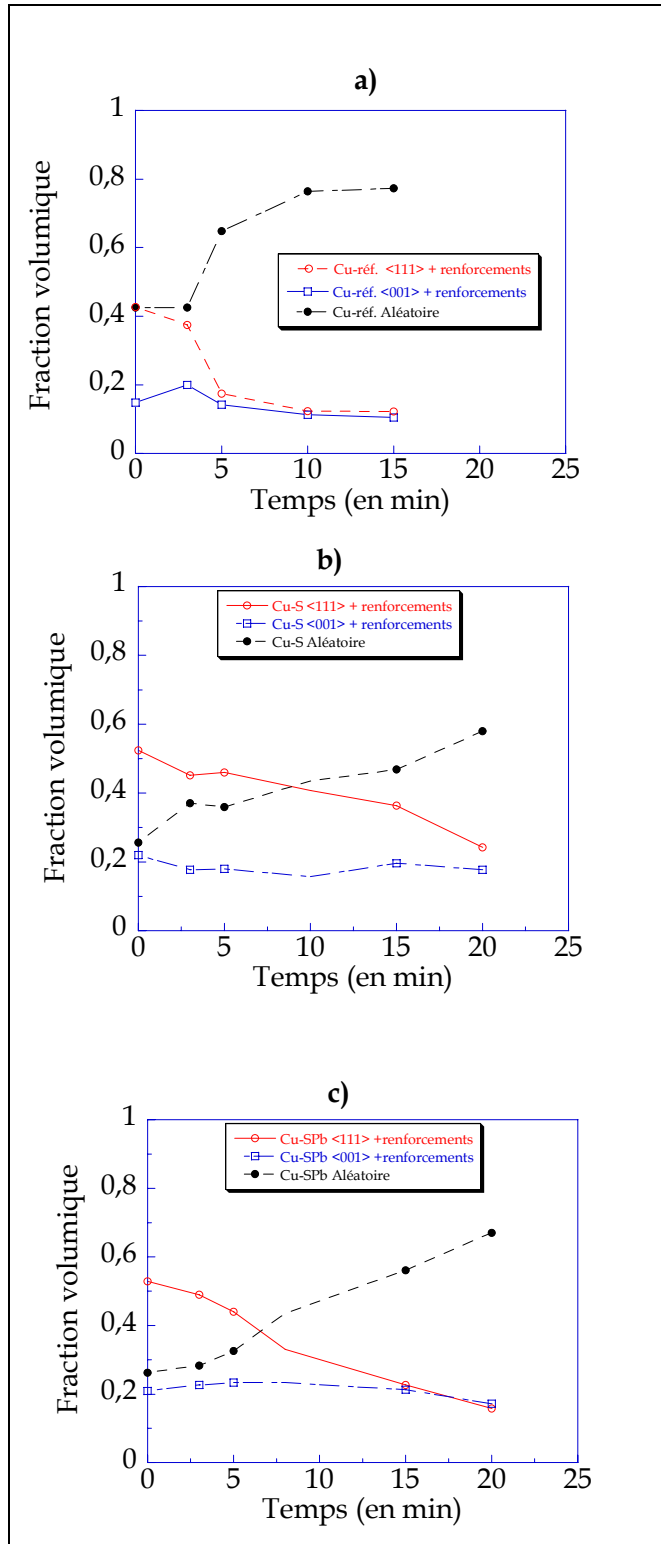 a)
1
0,8
0,6
0,4
0,2
0
Fraction volumique
Cu-réf. <111> + renforcements
Cu-réf. <001> + renforcements
Cu-réf. Aléatoire
0 5 10 15 20 25
Temps (en min)
b)
1
0,8
0,6
0,4
0,2
0
Fraction volumique
Cu-S <111> + renforcements
Cu-S <001> + renforcements
Cu-S Aléatoire
0 5 10 15 20 25
Temps (en min)
c)
1
0,8
0,6
0,4
0,2
0
Fraction volumique
Cu-SPb <111> +renforcements
Cu-SPb <001> +renforcements
Cu-SPb Aléatoire
0 5 10 15 20 25
Temps (en min)